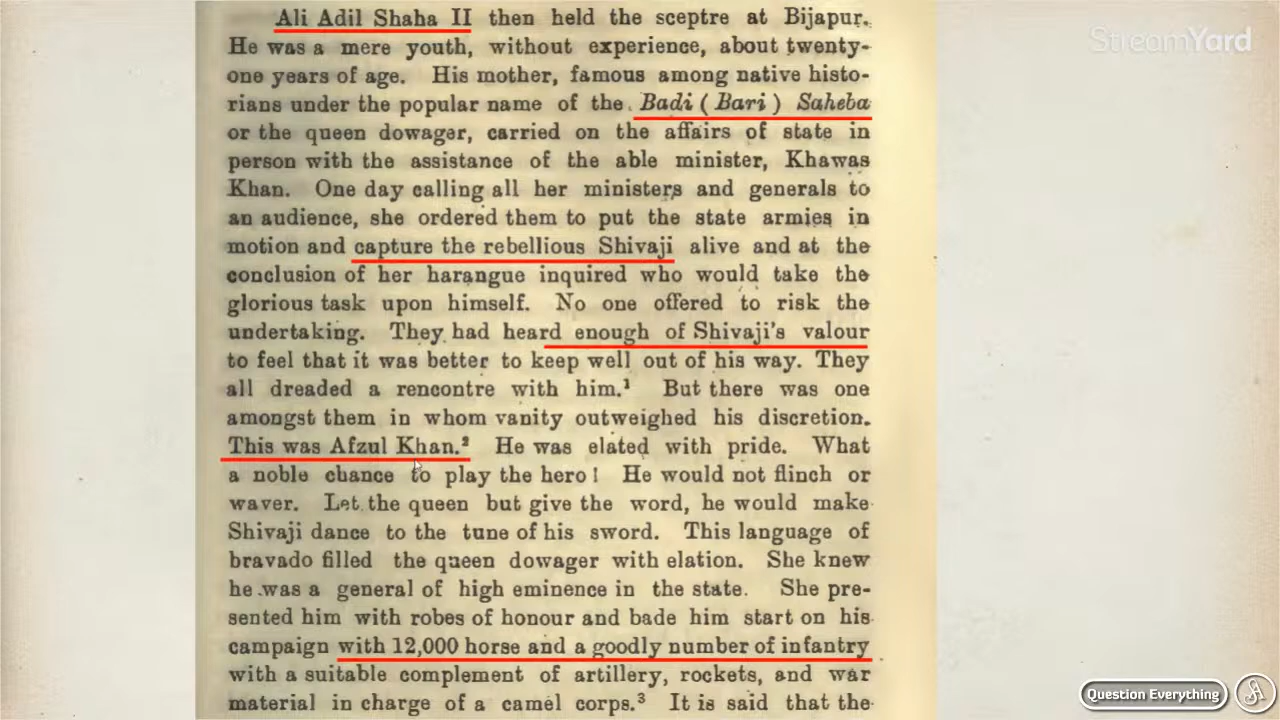 StreamYard
Ali Adil Shaha II then held the sceptre at Bijapur.
He was a mere youth, without experience, about twenty-
one years of age. His mother, famous among native histo-
rians under the popular name of the Badi ( Bari ) Saheba
or the queen dowager, carried on the affairs of state in
person with the assistance of the able minister, Khawas
Khan. One day calling all her ministers and generals to
an audience, she ordered them to put the state armies in
motion and capture the rebellious Shivaji alive and at the
conclusion of her harangue inquired who would take the
glorious task upon himself. No one offered to risk the
undertaking. They had heard enough of Shivaji's valour
to feel that it was better to keep well out of his way. They
all dreaded a rencontre with him.¹ But there was one
amongst them in whom vanity outweighed his discretion.
This was Afzul Khan.² He was elated with pride. What
a noble chance to play the hero! He would not flinch or
waver. Let the queen but give the word, he would make
Shivaji dance to the tune of his sword. This language of
bravado filled the queen dowager with elation. She knew
he was a general of high eminence in the state. She pre-
sented him with robes of honour and bade him start on his
campaign with 12,000 horse and a goodly number of infantry
with a suitable complement of artillery, rockets, and war
material in charge of a camel corps.³ It is said that the
Question Everything